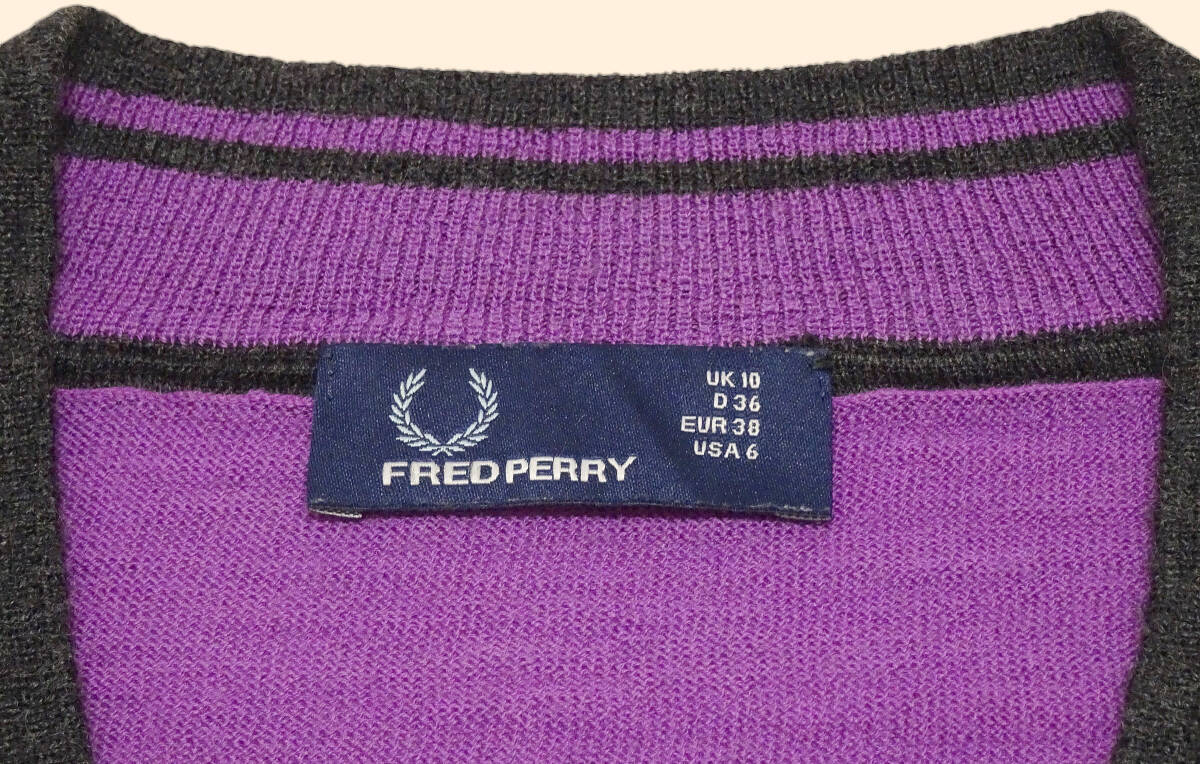 FRED PERRY
UK 10
D 36
EUR 38
USA 6